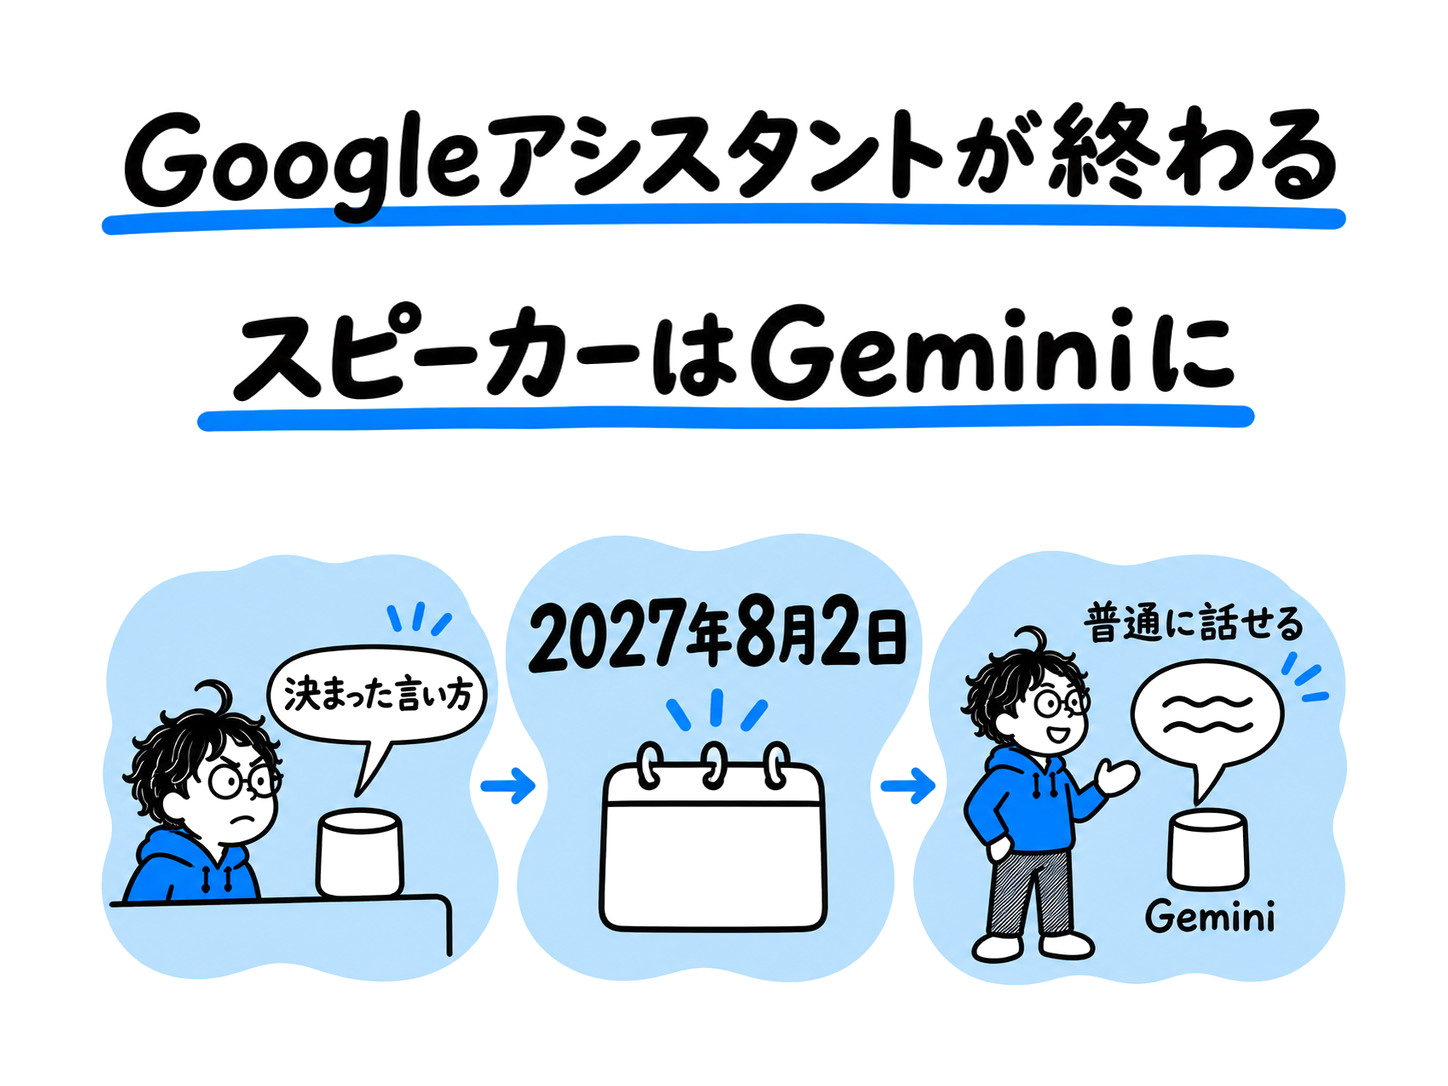 Googleアシスタントが終わる
スピーカーはGeminiに
決まった言い方
2027年8月2日
普通に話せる
Gemini